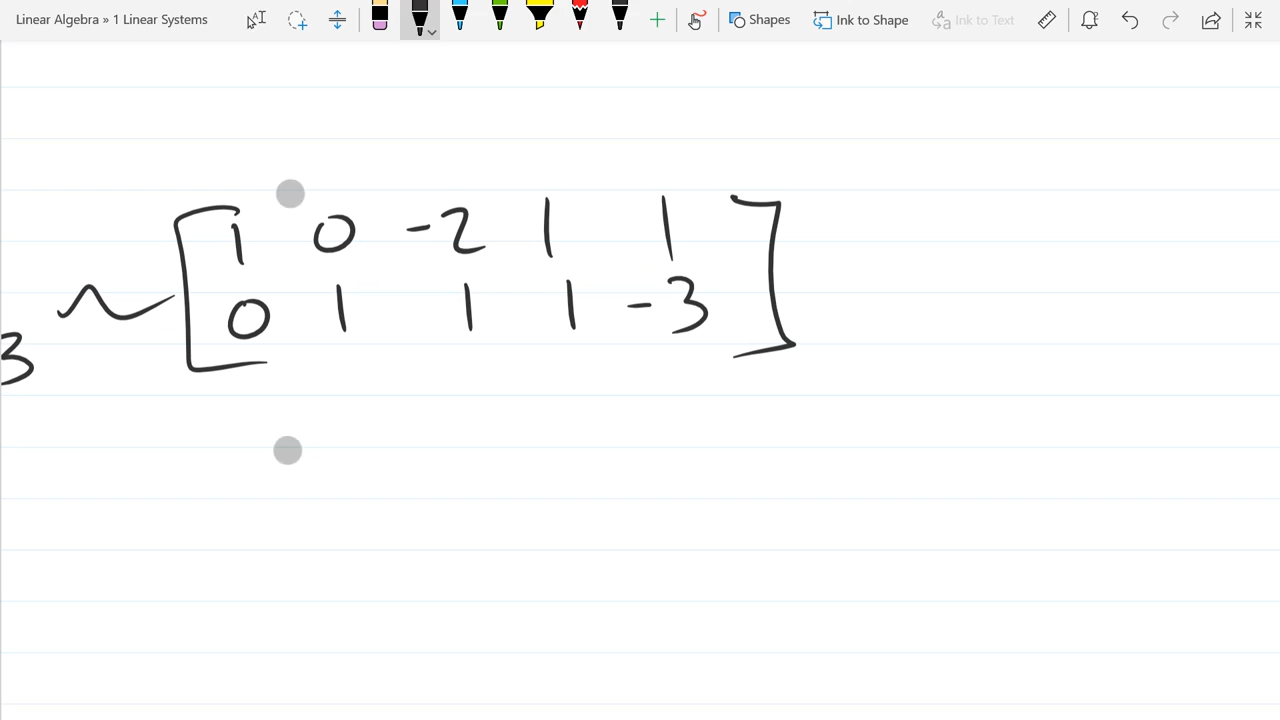 Linear Algebra » 1 Linear Systems Shapes Ink to Shape Ink to Text
1 0 -2 1 1
~ 0 1 1 1 -3
3